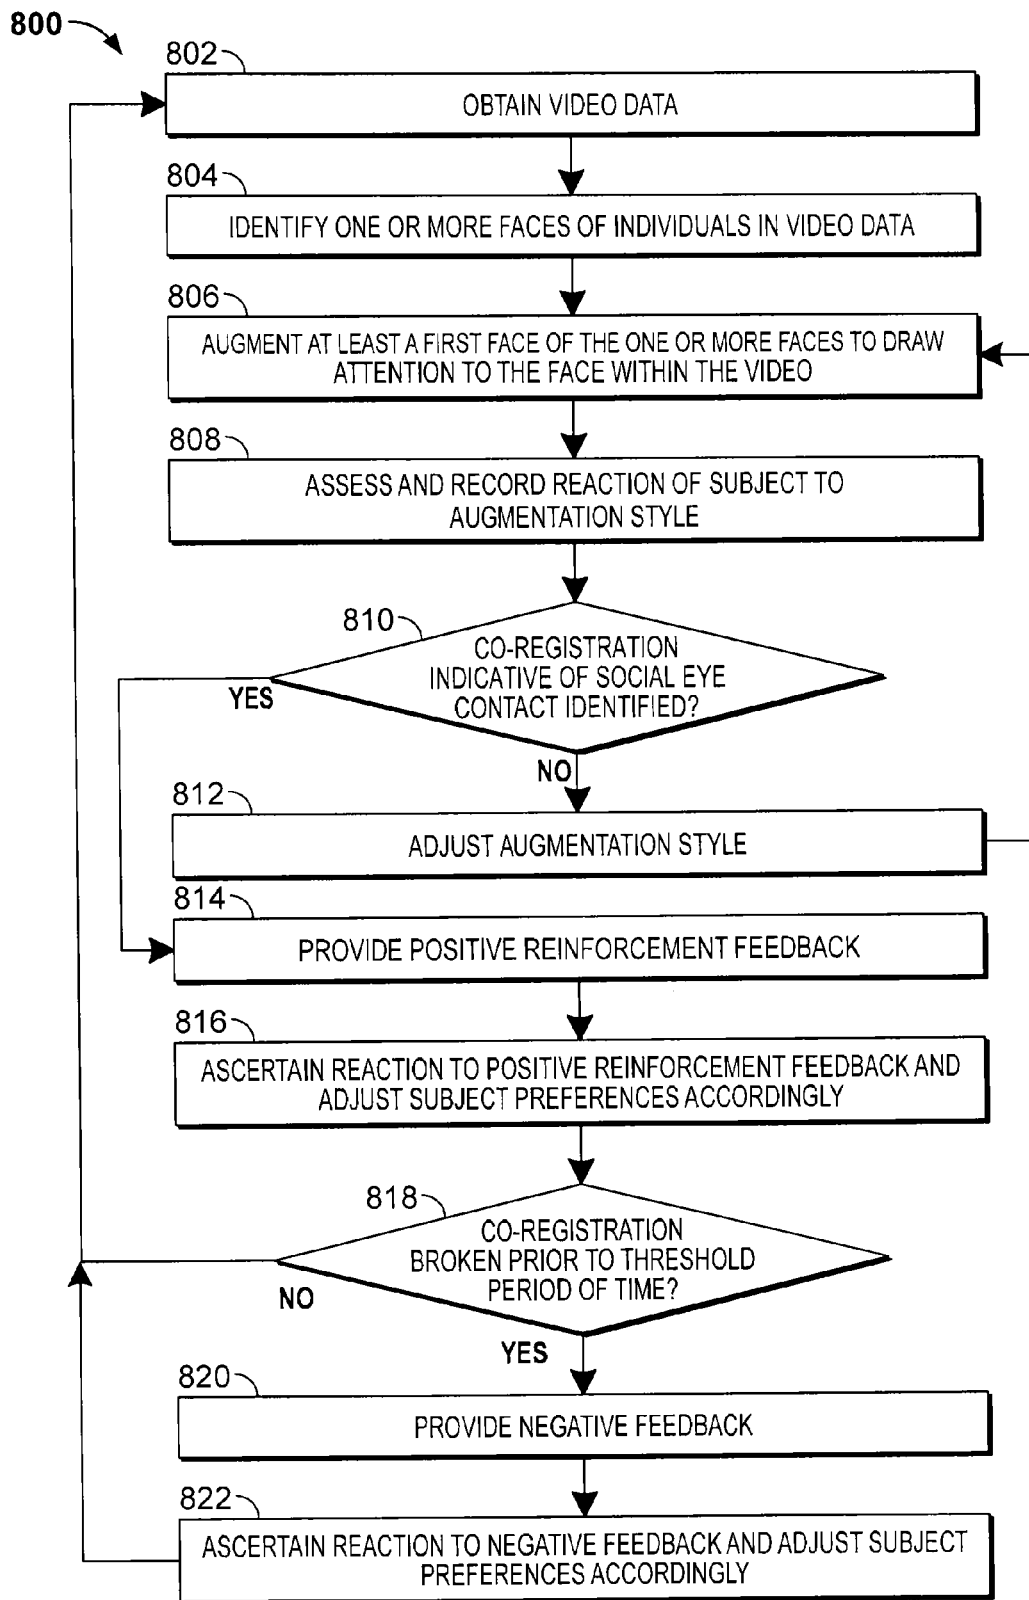 800
802
OBTAIN VIDEO DATA
804
IDENTIFY ONE OR MORE FACES OF INDIVIDUALS IN VIDEO DATA
806
AUGMENT AT LEAST A FIRST FACE OF THE ONE OR MORE FACES TO DRAW
ATTENTION TO THE FACE WITHIN THE VIDEO
808
ASSESS AND RECORD REACTION OF SUBJECT TO
AUGMENTATION STYLE
810
CO-REGISTRATION
INDICATIVE OF SOCIAL EYE
CONTACT IDENTIFIED?
YES
NO
812
ADJUST AUGMENTATION STYLE
814
PROVIDE POSITIVE REINFORCEMENT FEEDBACK
816
ASCERTAIN REACTION TO POSITIVE REINFORCEMENT FEEDBACK AND
ADJUST SUBJECT PREFERENCES ACCORDINGLY
818
CO-REGISTRATION
BROKEN PRIOR TO THRESHOLD
PERIOD OF TIME?
NO
YES
820
PROVIDE NEGATIVE FEEDBACK
822
ASCERTAIN REACTION TO NEGATIVE FEEDBACK AND ADJUST SUBJECT
PREFERENCES ACCORDINGLY